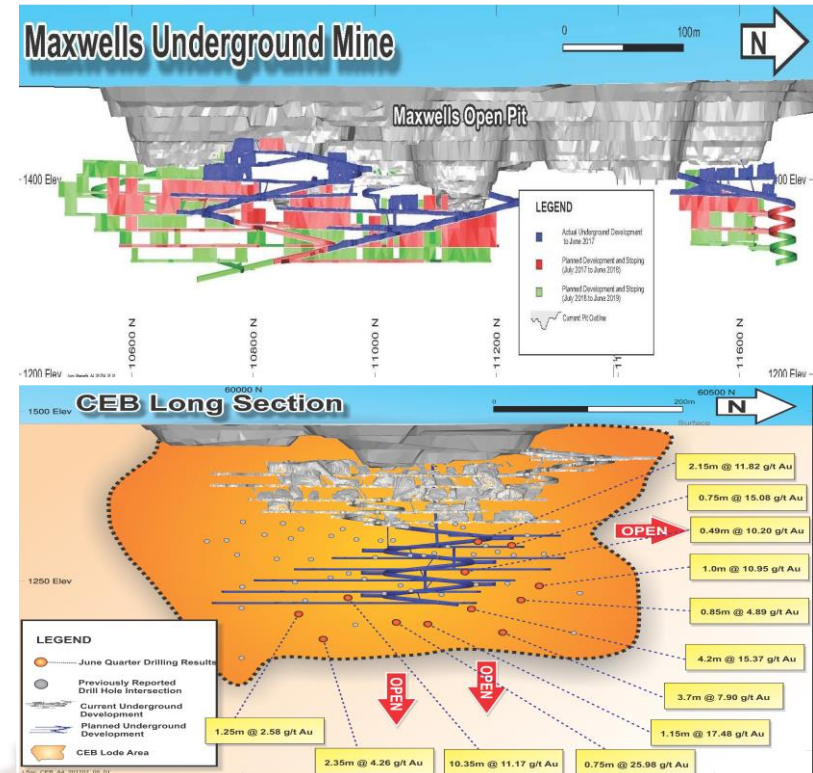 Maxwells Underground Mine
0 100m
N
Maxwells Open Pit
1400 Elev
LEGEND
Actual Underground Development
to June 2017
Planned Development and Stoping
(July 2017 to June 2018)
Planned Development and Stoping
(July 2018 to June 2019)
Current Pit Outline
10600 N
10800 N
11000 N
11200 N
11600 N
1200 Elev
1200 Elev
CEB Long Section
60000 N
60500 N
0 200m
N
1500 Elev
Surface
2.15m @ 11.82 g/t Au
0.75m @ 15.08 g/t Au
OPEN
0.49m @ 10.20 g/t Au
1250 Elev
1.0m @ 10.95 g/t Au
0.85m @ 4.89 g/t Au
4.2m @ 15.37 g/t Au
3.7m @ 7.90 g/t Au
1.15m @ 17.48 g/t Au
OPEN
OPEN
LEGEND
June Quarter Drilling Results
Previously Reported
Drill Hole Intersection
Current Underground
Development
Planned Underground
Development
CEB Lode Area
1.25m @ 2.58 g/t Au
2.35m @ 4.26 g/t Au
10.35m @ 11.17 g/t Au
0.75m @ 25.98 g/t Au